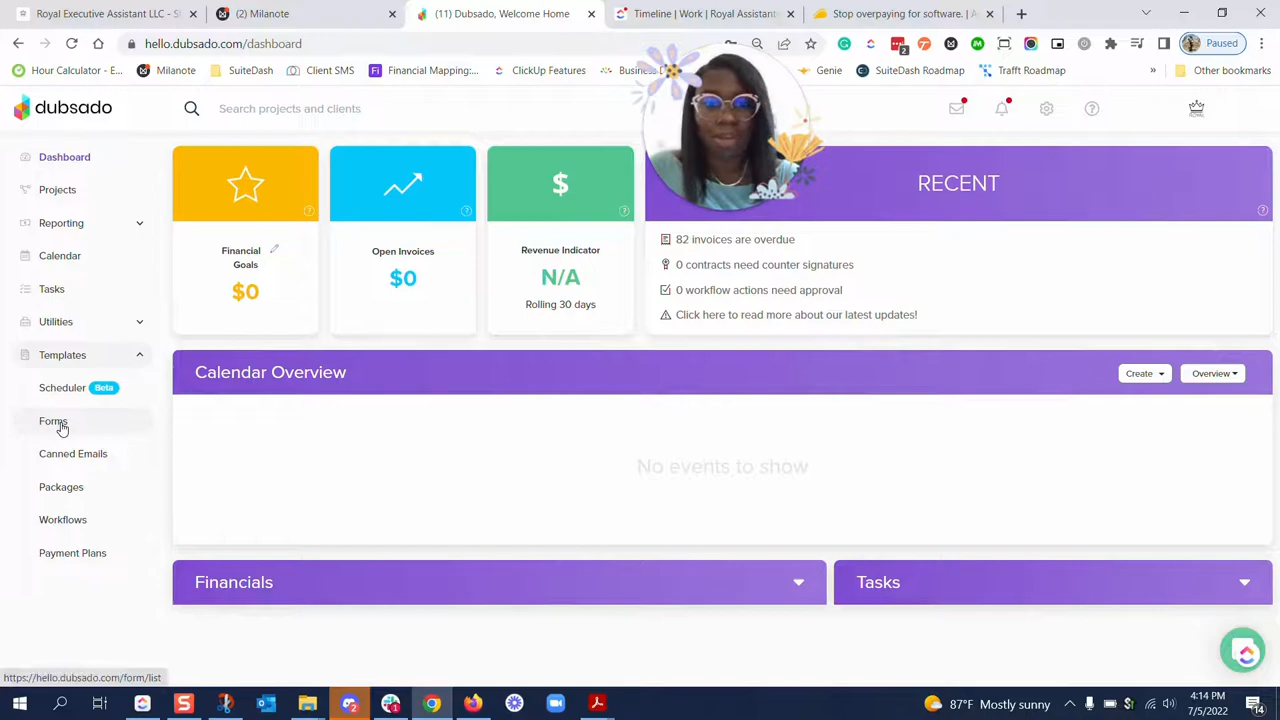 Royal Executive Assistant LLC - S
(2) Milanote
(11) Dubsado, Welcome Home
Timeline | Work | Royal Assistant
Stop overpaying for software. | A
hello.dubsado.com/dashboard
2
Paused
Hour Calculator - E...
Milanote
SuiteDash
Client SMS
Financial Mapping:...
ClickUp Features
Business
Genie
SuiteDash Roadmap
Trafft Roadmap
»
Other bookmarks
dubsado
Search projects and clients
ROYAL
Dashboard
Projects
Reporting
Calendar
Tasks
Utilities
Templates
Scheduler Beta
Forms
Canned Emails
Packages
Workflows
Payment Plans
Financial
Goals
$0
Open Invoices
$0
$
Revenue Indicator
N/A
Rolling 30 days
RECENT
82 invoices are overdue
0 contracts need counter signatures
0 workflow actions need approval
Click here to read more about our latest updates!
Calendar Overview
Create
Overview
No events to show
Financials
Tasks
https://hello.dubsado.com/form/list
87°F Mostly sunny
4:14 PM
7/5/2022